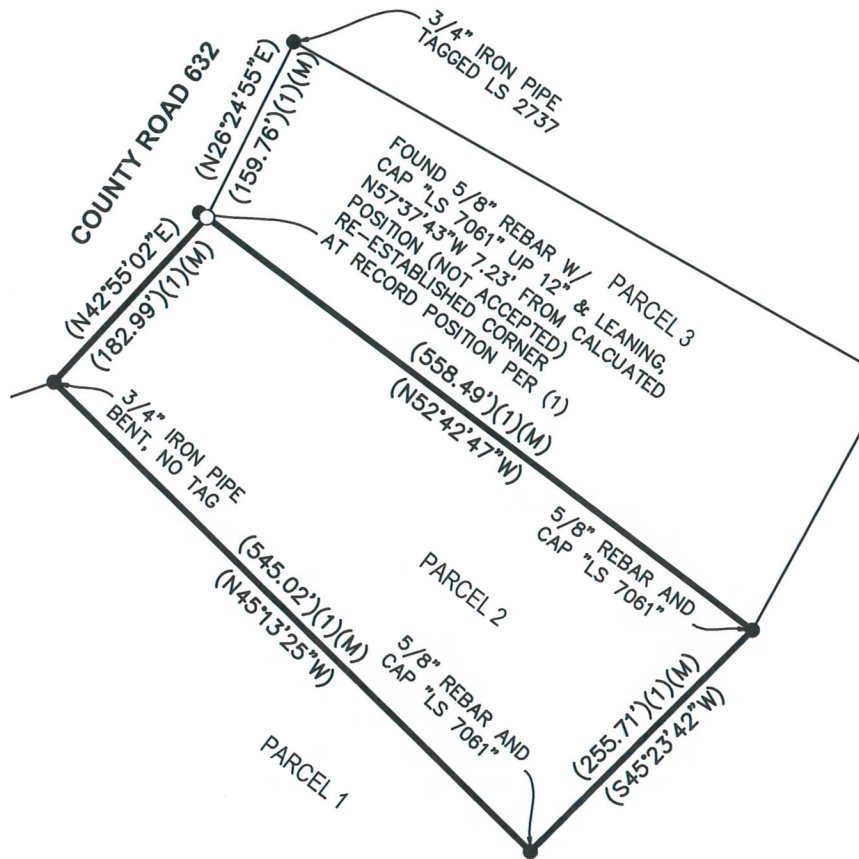 3/4" IRON PIPE
TAGGED LS 2737
COUNTY ROAD 632
(N26°24'55"E)
(159.76')(1)(M)
FOUND 5/8" REBAR W/
CAP "LS 7061" UP 12" & LEANING,
N57°37'43"W 7.23' FROM CALCUATED
POSITION (NOT ACCEPTED)
RE-ESTABLISHED CORNER
AT RECORD POSITION PER (1)
PARCEL 3
(N42°55'02"E)
(182.99')(1)(M)
(558.49')(1)(M)
(N52°42'47"W)
3/4" IRON PIPE
BENT, NO TAG
5/8" REBAR AND
CAP "LS 7061"
PARCEL 2
(545.02')(1)(M)
(N45°13'25"W)
5/8" REBAR AND
CAP "LS 7061"
(255.71')(1)(M)
(S45°23'42"W)
PARCEL 1